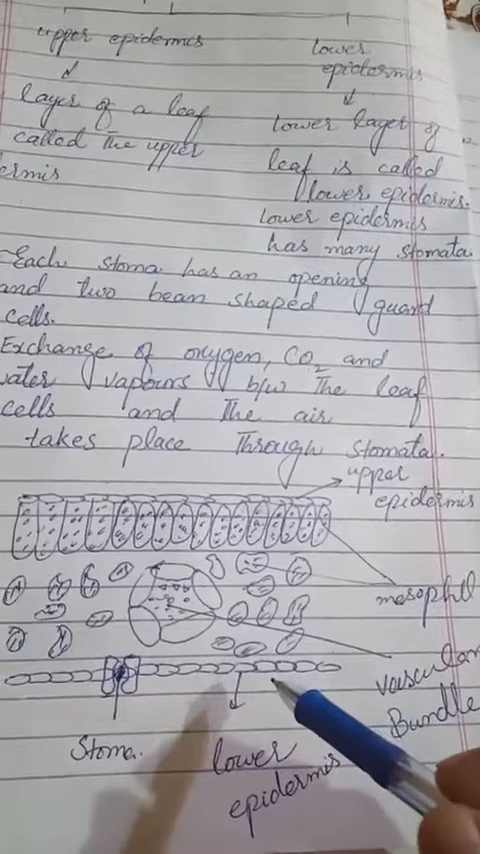 upper epidermis
layer of a leaf
called The upper
ermis
lower
epidermis
lower layer of
leaf is called
lower epidermis.
lower epidermis
has many stomata.
Each stoma has an opening
and two bean shaped guard
cells.
Exchange of oxygen, CO2 and
water vapours b/w The leaf
cells and The air
takes place Through stomata.
upper
epidermis
mesophll
vascular
Bundle
Stoma.
lower
epidermis